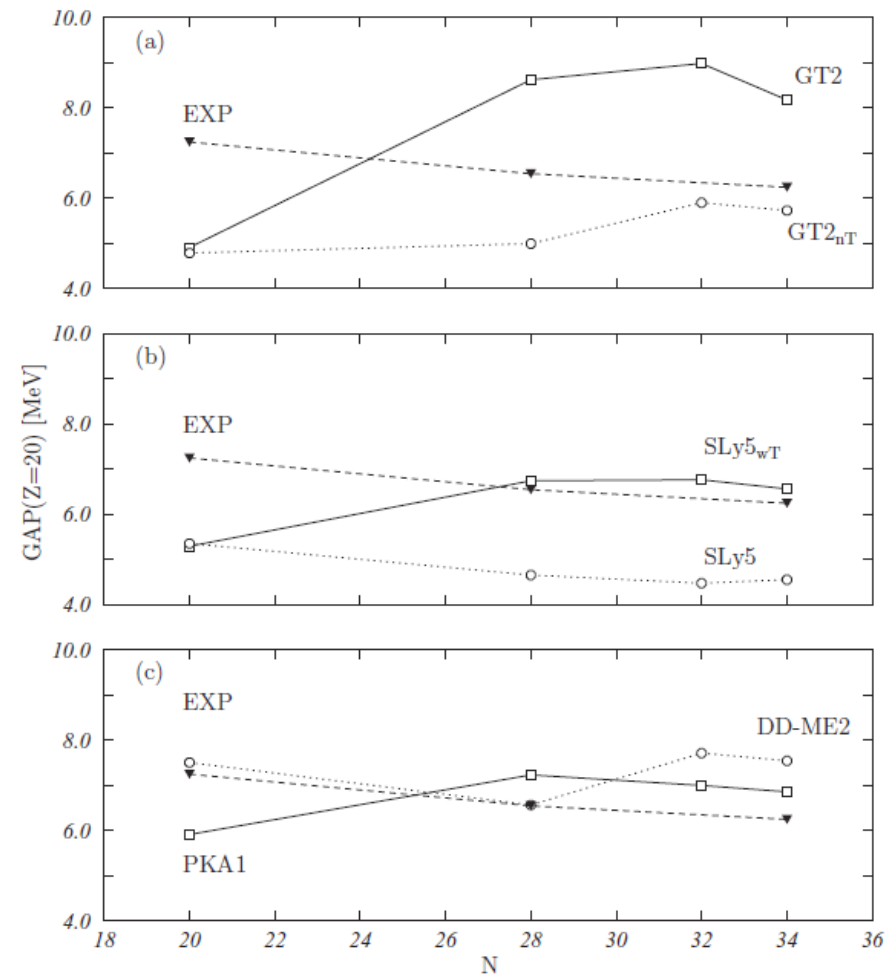 10.0
(a)
GT2
8.0
EXP
6.0
GT2nT
4.0
10.0
(b)
8.0
EXP
SLy5wT
6.0
SLy5
4.0
GAP(Z=20) [MeV]
10.0
(c)
EXP
DD-ME2
8.0
6.0
PKA1
4.0
18 20 22 24 26 28 30 32 34 36
N